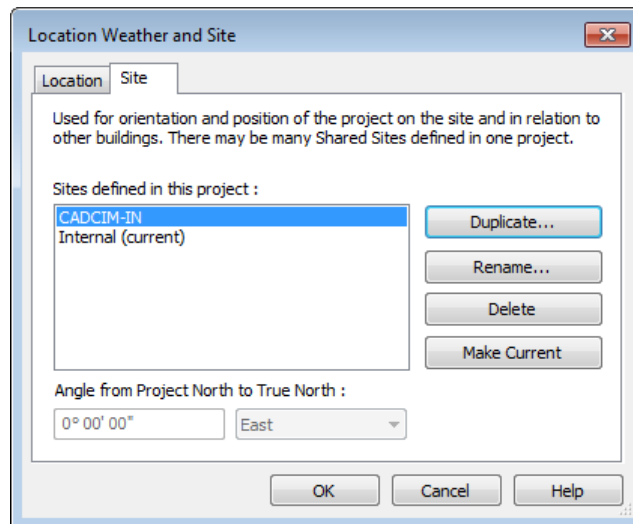 Location Weather and Site
Location
Site
Used for orientation and position of the project on the site and in relation to
other buildings. There may be many Shared Sites defined in one project.
Sites defined in this project :
CADCIM-IN
Internal (current)
Duplicate...
Rename...
Delete
Make Current
Angle from Project North to True North :
0° 00' 00"
East
OK
Cancel
Help